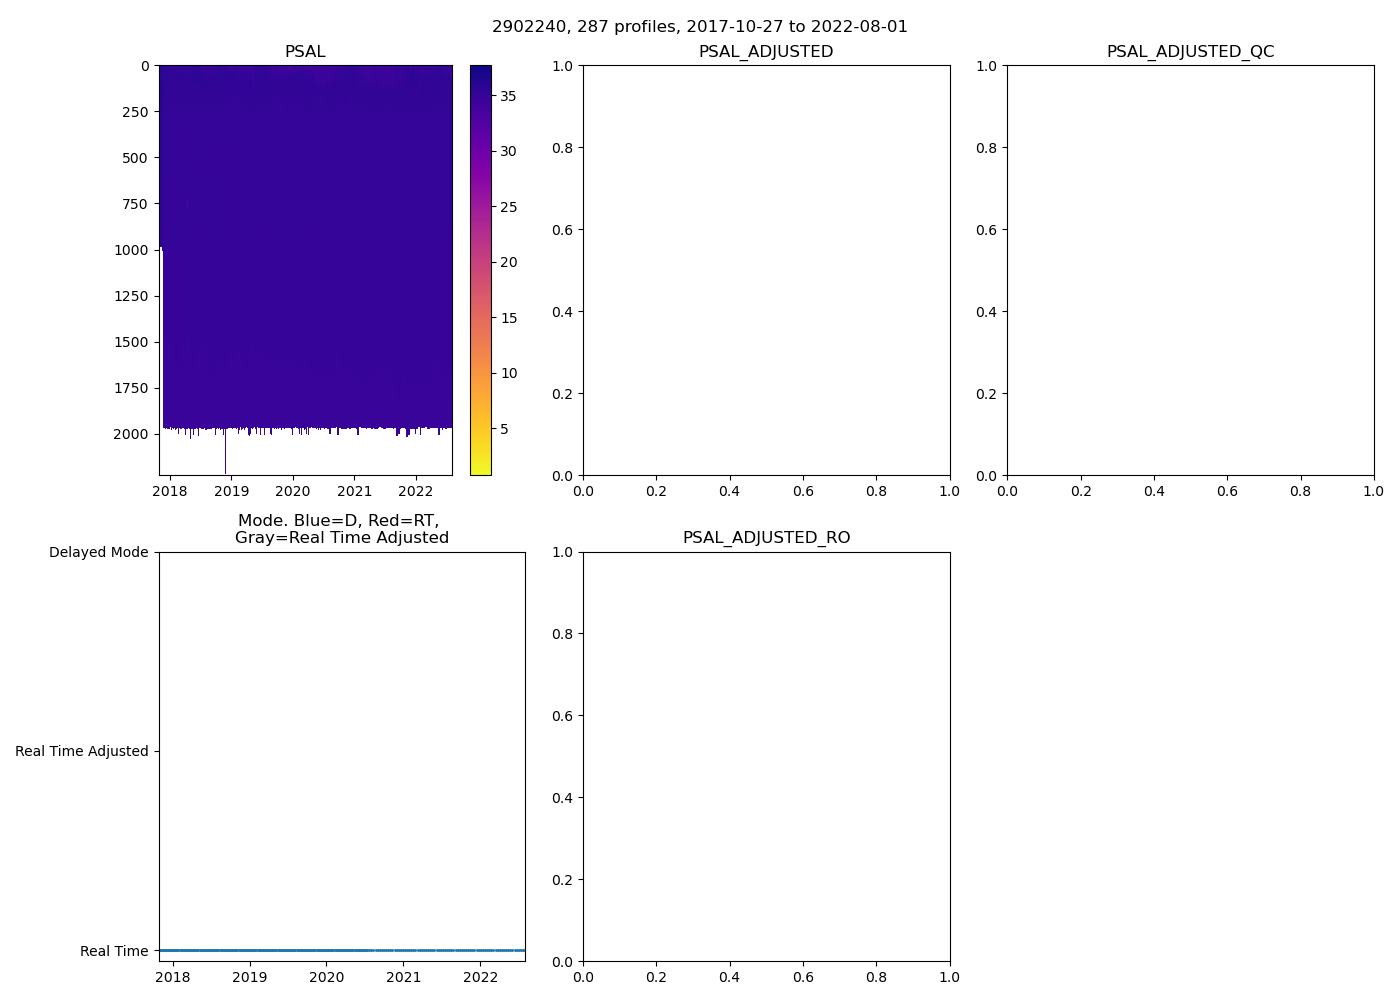 2902240, 287 profiles, 2017-10-27 to 2022-08-01
PSAL
0
250
500
750
1000
1250
1500
1750
2000
2018 2019 2020 2021 2022
35
30
25
20
15
10
5
PSAL_ADJUSTED
1.0
0.8
0.6
0.4
0.2
0.0
0.0 0.2 0.4 0.6 0.8 1.0
PSAL_ADJUSTED_QC
1.0
0.8
0.6
0.4
0.2
0.0
0.0 0.2 0.4 0.6 0.8 1.0
Mode. Blue=D, Red=RT,
Gray=Real Time Adjusted
Delayed Mode
Real Time Adjusted
Real Time
2018 2019 2020 2021 2022
PSAL_ADJUSTED_RO
1.0
0.8
0.6
0.4
0.2
0.0
0.0 0.2 0.4 0.6 0.8 1.0